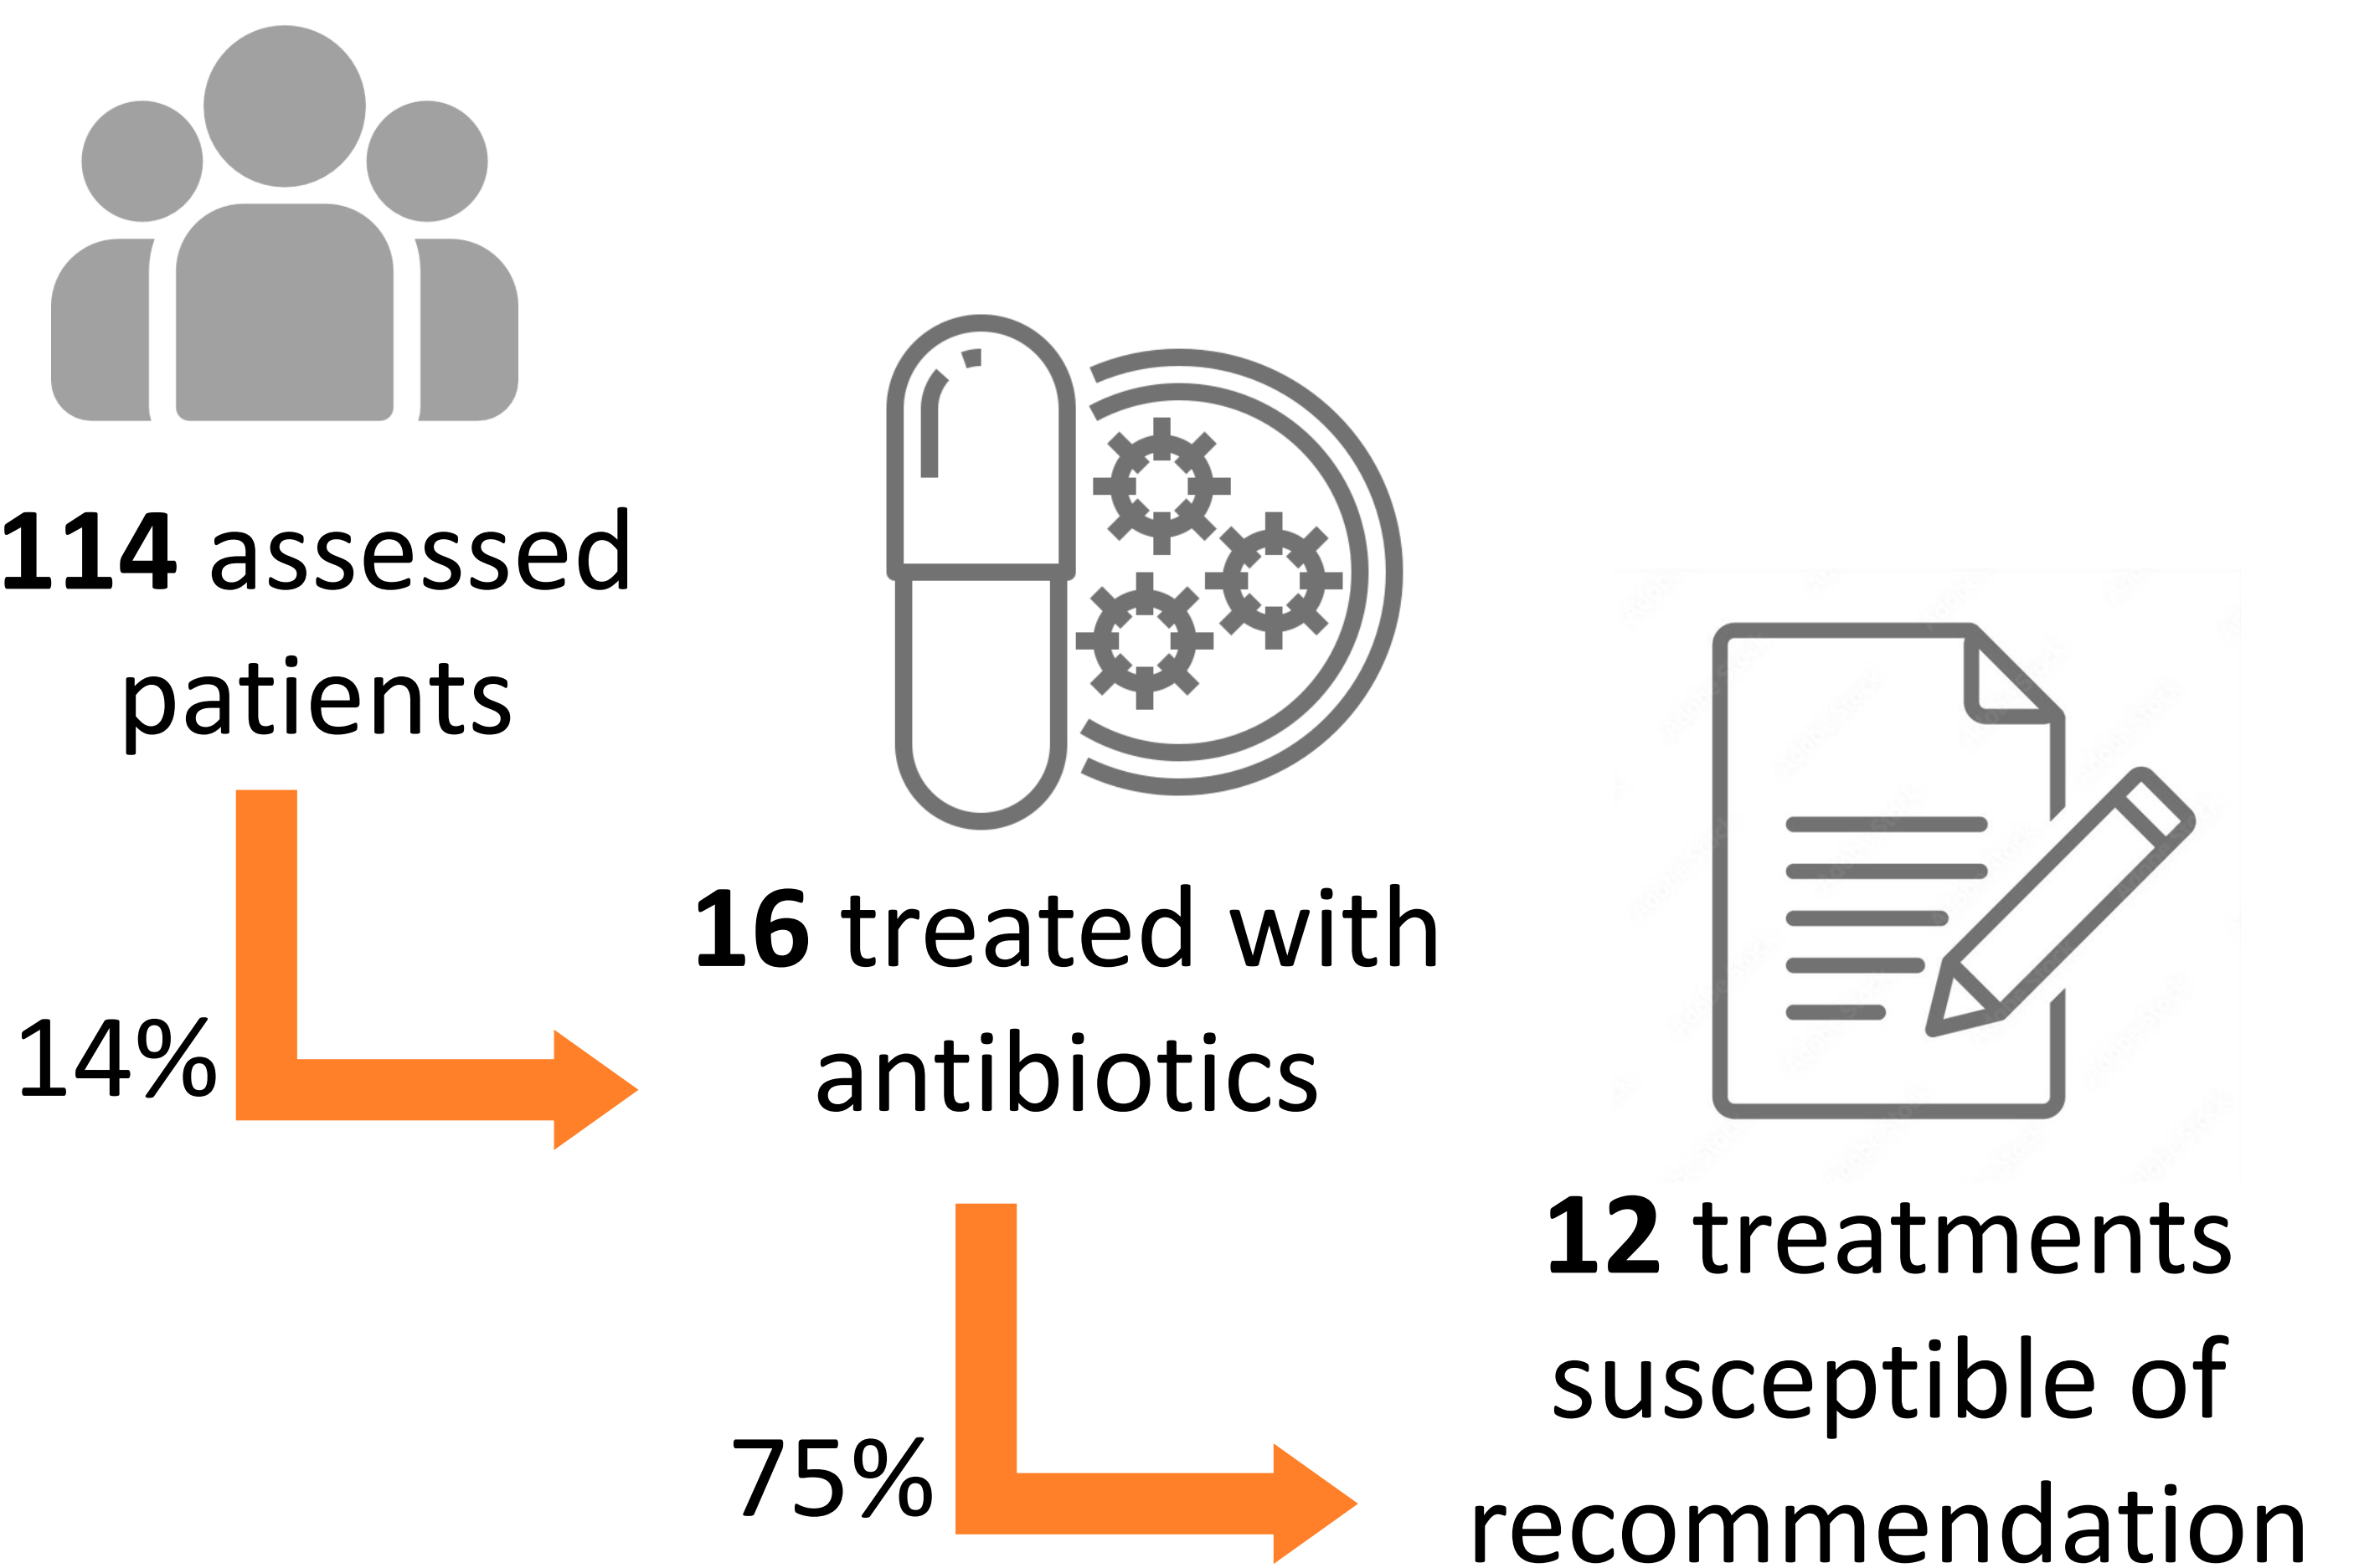 114 assessed
patients
14%
16 treated with
antibiotics
75%
12 treatments
susceptible of
recommendation